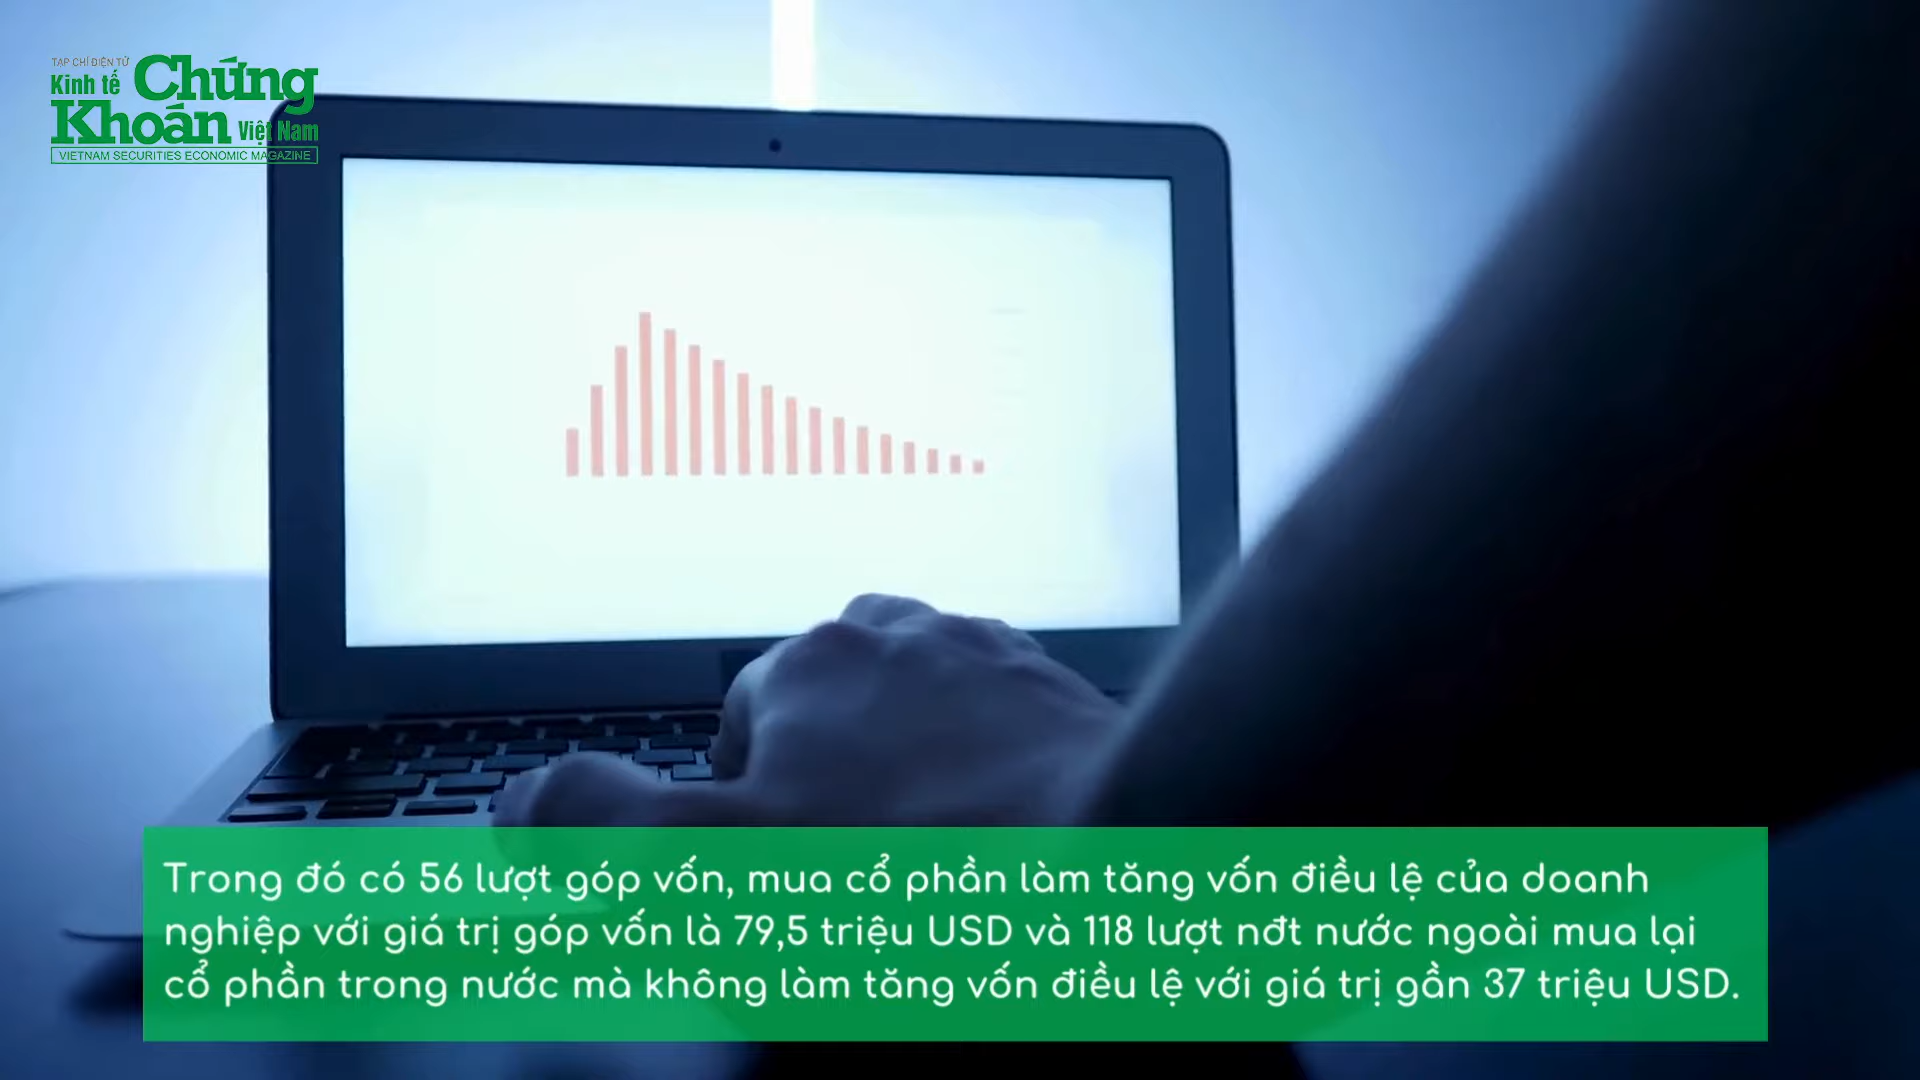 TẠP CHÍ ĐIỆN TỬ
Kinh tế Chứng
Khoán Việt Nam
VIETNAM SECURITIES ECONOMIC MAGAZINE
Trong đó có 56 lượt góp vốn, mua cổ phần làm tăng vốn điều lệ của doanh
nghiệp với giá trị góp vốn là 79,5 triệu USD và 118 lượt nđt nước ngoài mua lại
cổ phần trong nước mà không làm tăng vốn điều lệ với giá trị gần 37 triệu USD.